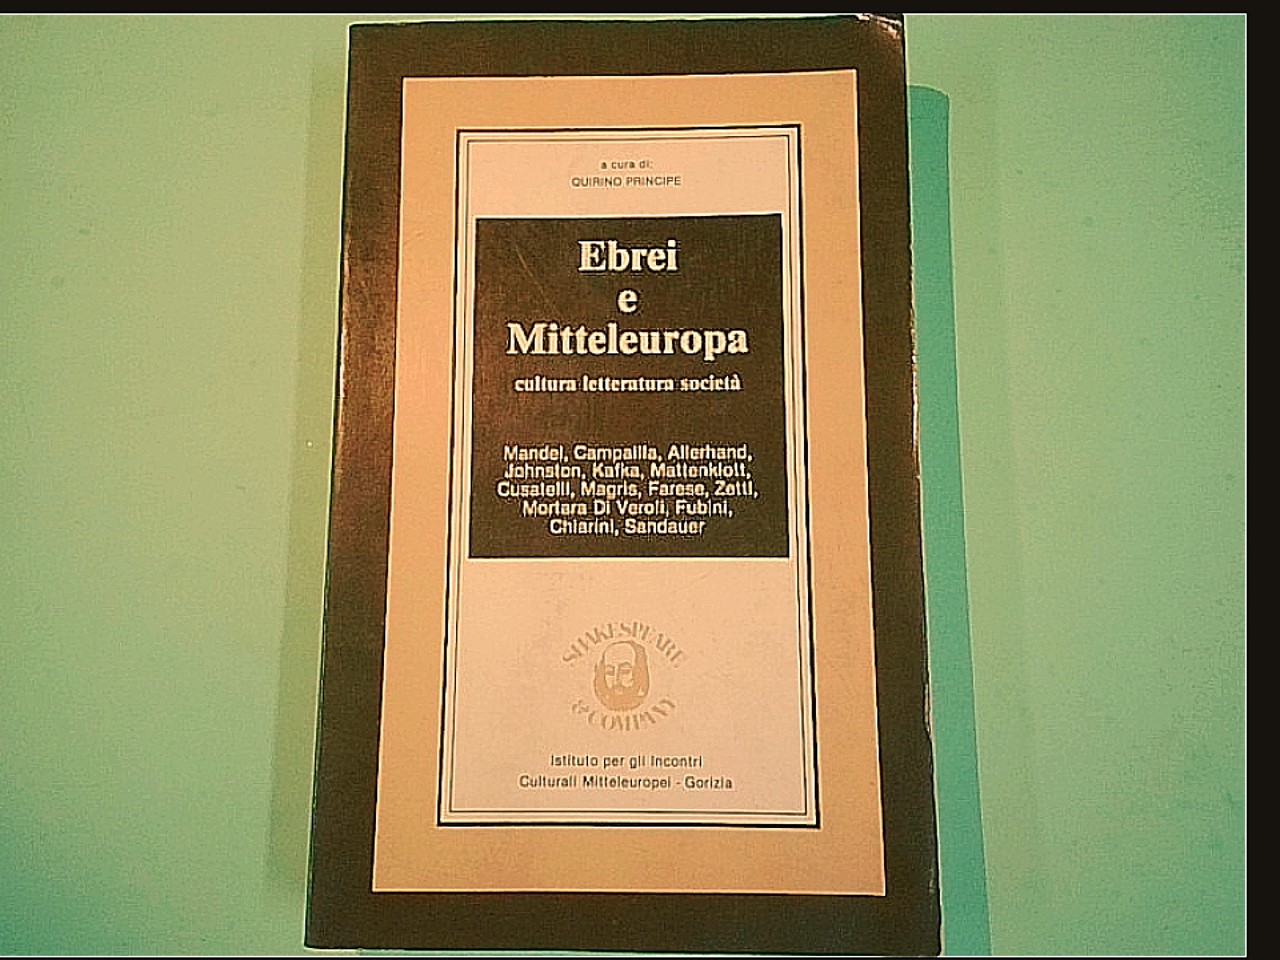 a cura di:
QUIRINO PRINCIPE
Ebrei
e
Mitteleuropa
cultura letteratura società
Mandel, Campailla, Allerhand,
Johnston, Kafka, Mattenklott,
Cusatelli, Magris, Farese, Zettl,
Mortara Di Veroli, Fubini,
Chiarini, Sandauer
SHAKESPEARE
& COMPANY
Istituto per gli Incontri
Culturali Mitteleuropei - Gorizia